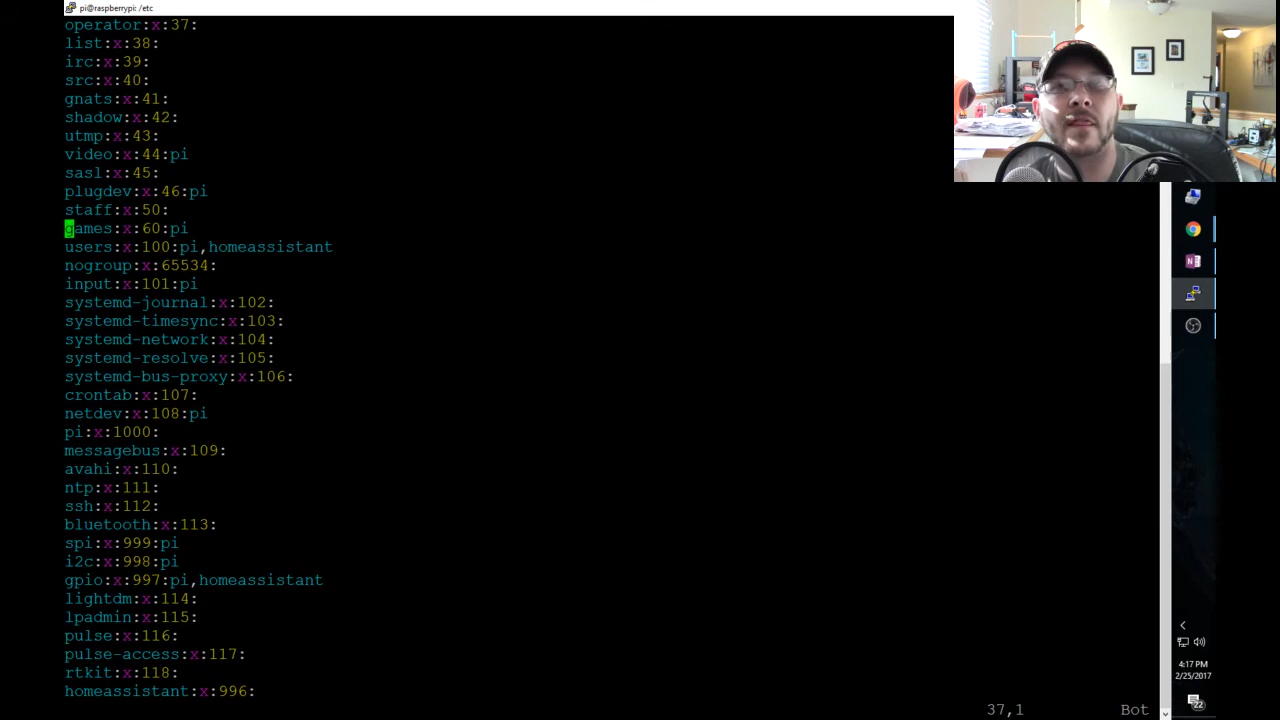 pi@raspberrypi: /etc
operator:x:37:
list:x:38:
irc:x:39:
src:x:40:
gnats:x:41:
shadow:x:42:
utmp:x:43:
video:x:44:pi
sasl:x:45:
plugdev:x:46:pi
staff:x:50:
games:x:60:pi
users:x:100:pi,homeassistant
nogroup:x:65534:
input:x:101:pi
systemd-journal:x:102:
systemd-timesync:x:103:
systemd-network:x:104:
systemd-resolve:x:105:
systemd-bus-proxy:x:106:
crontab:x:107:
netdev:x:108:pi
pi:x:1000:
messagebus:x:109:
avahi:x:110:
ntp:x:111:
ssh:x:112:
bluetooth:x:113:
spi:x:999:pi
i2c:x:998:pi
gpio:x:997:pi,homeassistant
lightdm:x:114:
lpadmin:x:115:
pulse:x:116:
pulse-access:x:117:
rtkit:x:118:
homeassistant:x:996:
37,1 Bot
N
4:17 PM
2/25/2017
22